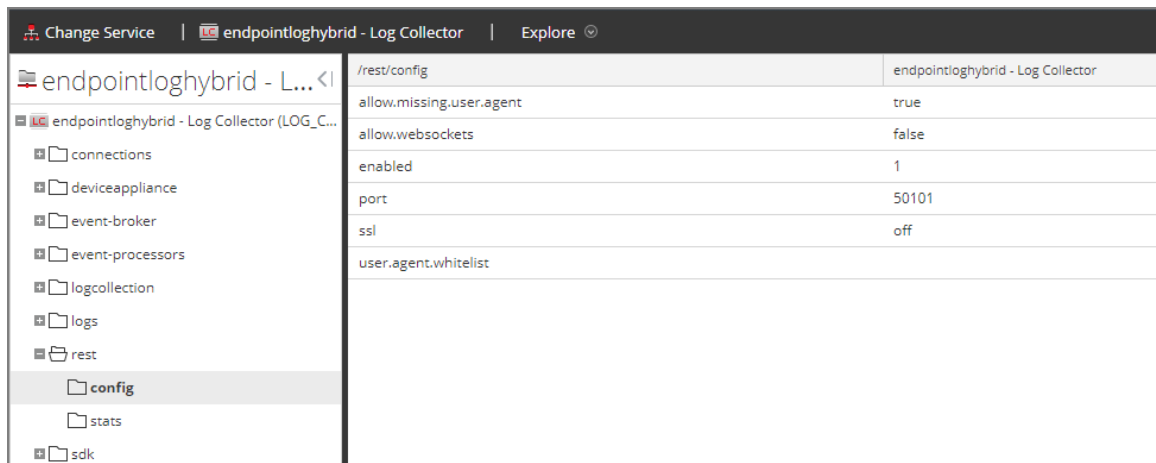 Change Service | LC endpointloghybrid - Log Collector | Explore
endpointloghybrid - L...
LC endpointloghybrid - Log Collector (LOG_C...
connections
deviceappliance
event-broker
event-processors
logcollection
logs
rest
config
stats
sdk
/rest/config endpointloghybrid - Log Collector
allow.missing.user.agent true
allow.websockets false
enabled 1
port 50101
ssl off
user.agent.whitelist